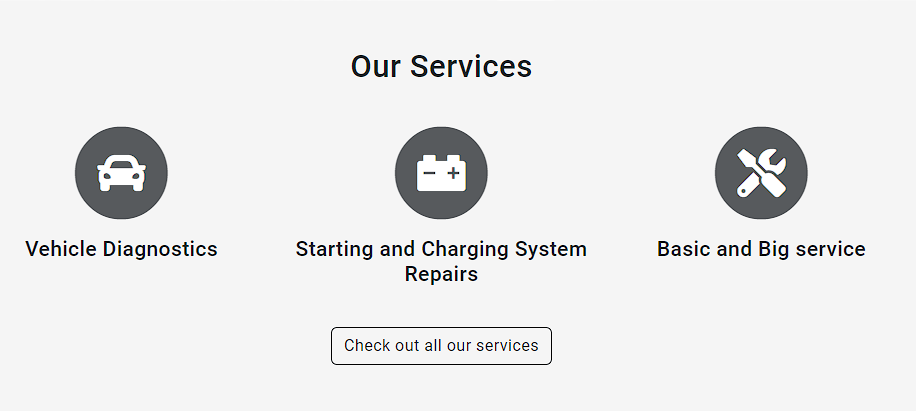 Our Services
Vehicle Diagnostics
Starting and Charging System
Repairs
Basic and Big service
Check out all our services